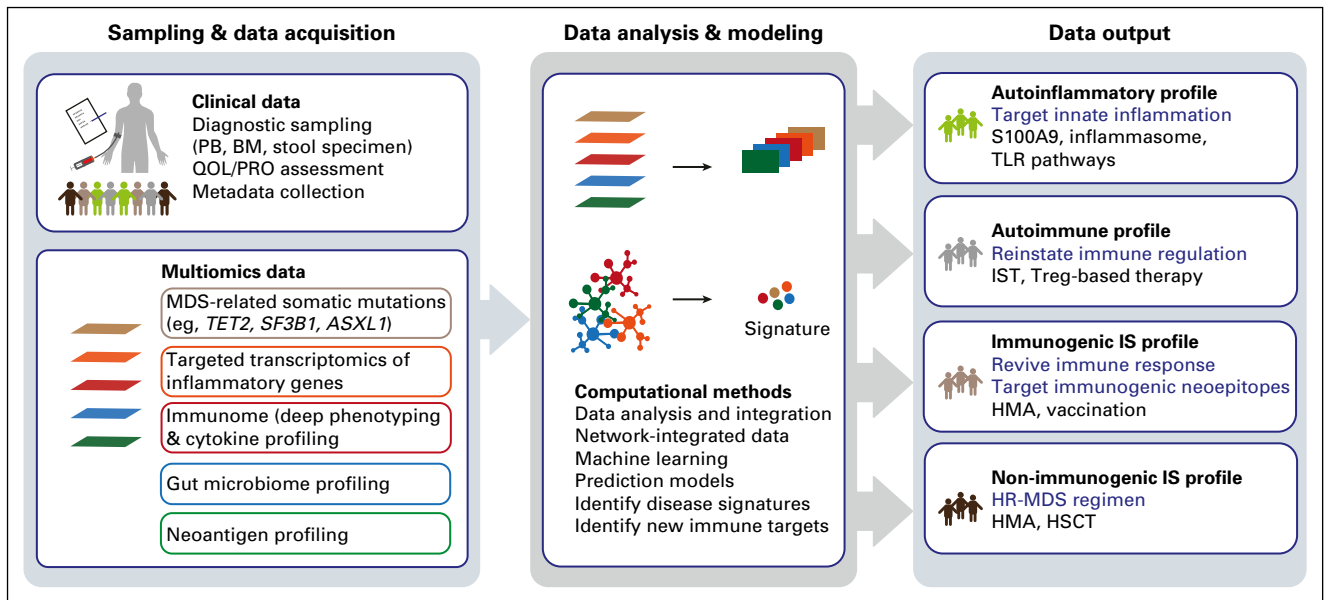 Sampling & data acquisition
Clinical data
Diagnostic sampling
(PB, BM, stool specimen)
QOL/PRO assessment
Metadata collection
Multiomics data
MDS-related somatic mutations
(eg, TET2, SF3B1, ASXL1)
Targeted transcriptomics of
inflammatory genes
Immunome (deep phenotyping
& cytokine profiling
Gut microbiome profiling
Neoantigen profiling
Data analysis & modeling
Signature
Computational methods
Data analysis and integration
Network-integrated data
Machine learning
Prediction models
Identify disease signatures
Identify new immune targets
Data output
Autoinflammatory profile
Target innate inflammation
S100A9, inflammasome,
TLR pathways
Autoimmune profile
Reinstate immune regulation
IST, Treg-based therapy
Immunogenic IS profile
Revive immune response
Target immunogenic neoepitopes
HMA, vaccination
Non-immunogenic IS profile
HR-MDS regimen
HMA, HSCT